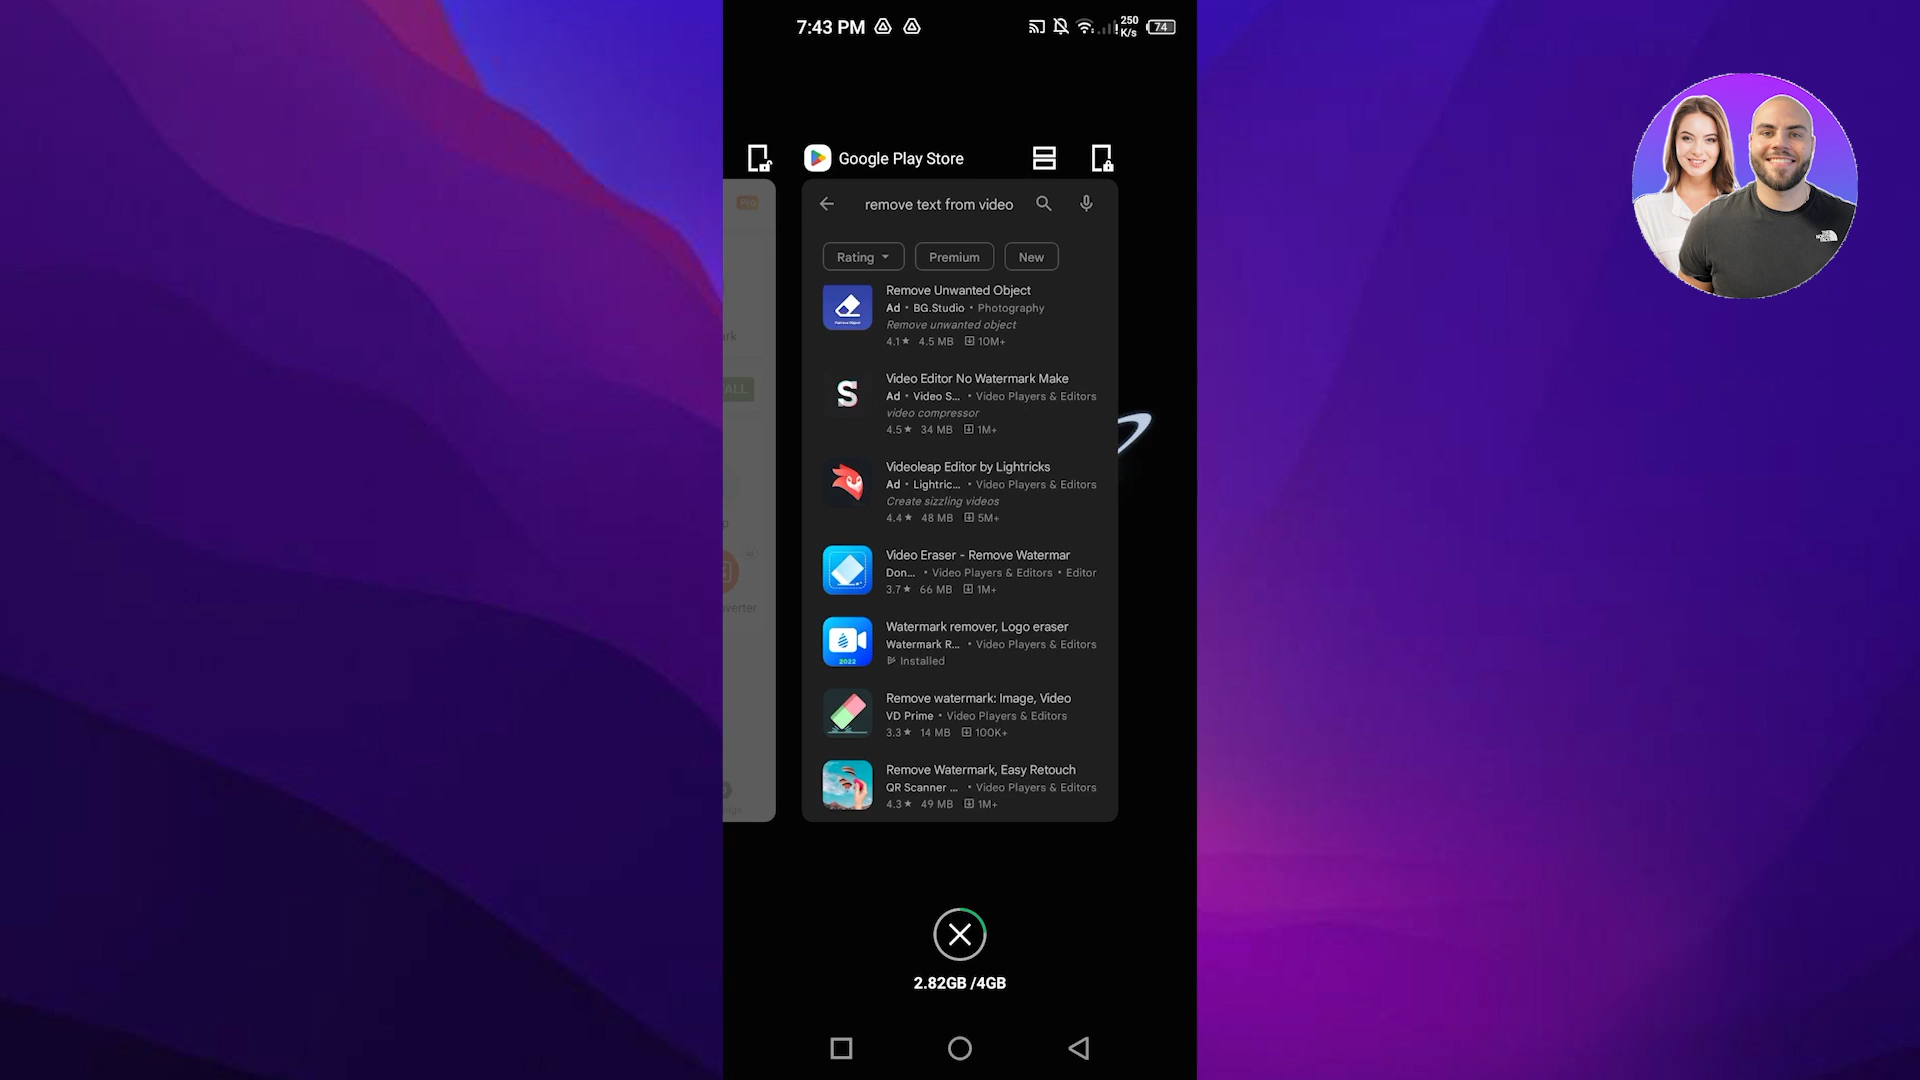 7:43 PM
250
K/s
74
Google Play Store
Pro
remove text from video
Rating
Premium
New
Remove Unwanted Object
Ad • BG.Studio • Photography
Remove unwanted object
4.1★ 4.5 MB 10M+
Video Editor No Watermark Make
Ad • Video S... • Video Players & Editors
video compressor
4.5★ 34 MB 1M+
Videoleap Editor by Lightricks
Ad • Lightric... • Video Players & Editors
Create sizzling videos
4.4★ 48 MB 5M+
Video Eraser - Remove Watermar
Don... • Video Players & Editors • Editor
3.7★ 66 MB 1M+
Watermark remover, Logo eraser
Watermark R... • Video Players & Editors
Installed
2022
Remove watermark: Image, Video
VD Prime • Video Players & Editors
3.3★ 14 MB 100K+
Remove Watermark, Easy Retouch
QR Scanner ... • Video Players & Editors
4.3★ 49 MB 1M+
2.82GB /4GB